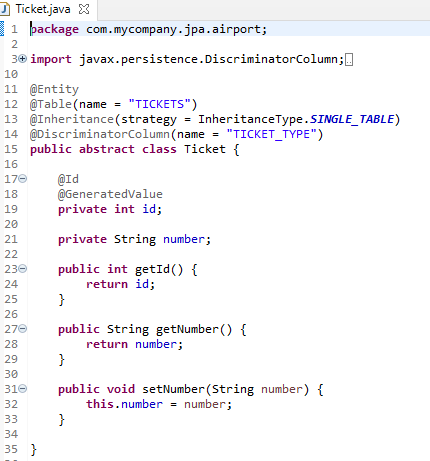 Ticket.java
1 package com.mycompany.jpa.airport;
2
3 import javax.persistence.DiscriminatorColumn;
10
11 @Entity
12 @Table(name = "TICKETS")
13 @Inheritance(strategy = InheritanceType.SINGLE_TABLE)
14 @DiscriminatorColumn(name = "TICKET_TYPE")
15 public abstract class Ticket {
16
17     @Id
18     @GeneratedValue
19     private int id;
20
21     private String number;
22
23     public int getId() {
24         return id;
25     }
26
27     public String getNumber() {
28         return number;
29     }
30
31     public void setNumber(String number) {
32         this.number = number;
33     }
34
35 }